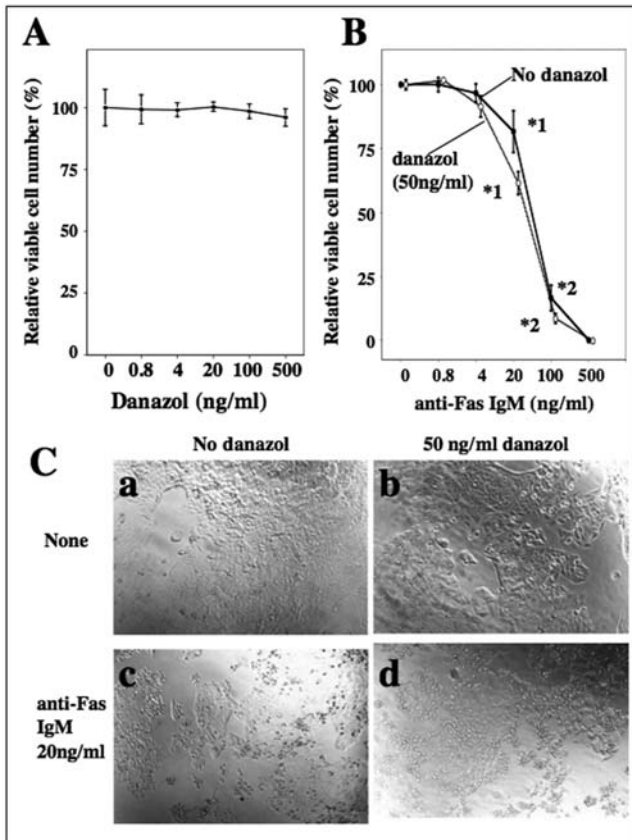 A
Relative viable cell number (%)
100
75
50
25
0
0 0.8 4 20 100 500
Danazol (ng/ml)
B
Relative viable cell number (%)
100
75
50
25
0
No danazol
danazol
(50ng/ml)
*1
*1
*2
*2
0 0.8 4 20 100 500
anti-Fas IgM (ng/ml)
C
No danazol 50 ng/ml danazol
None
a b
anti-Fas
IgM
20ng/ml
c d